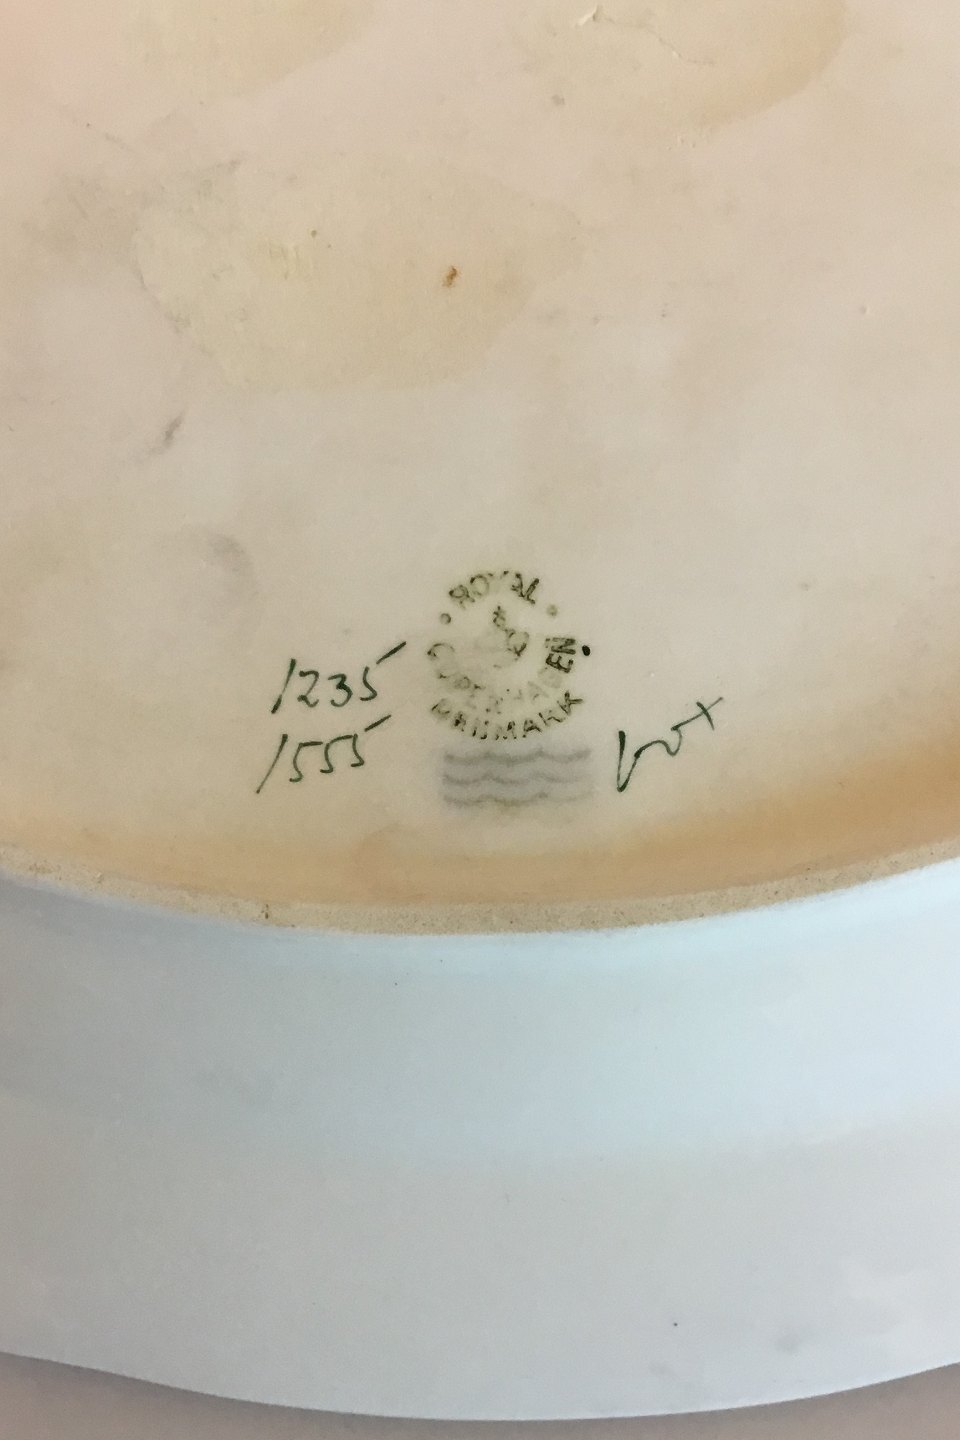 ROYAL
COPENHAGEN
DENMARK
1235
1555